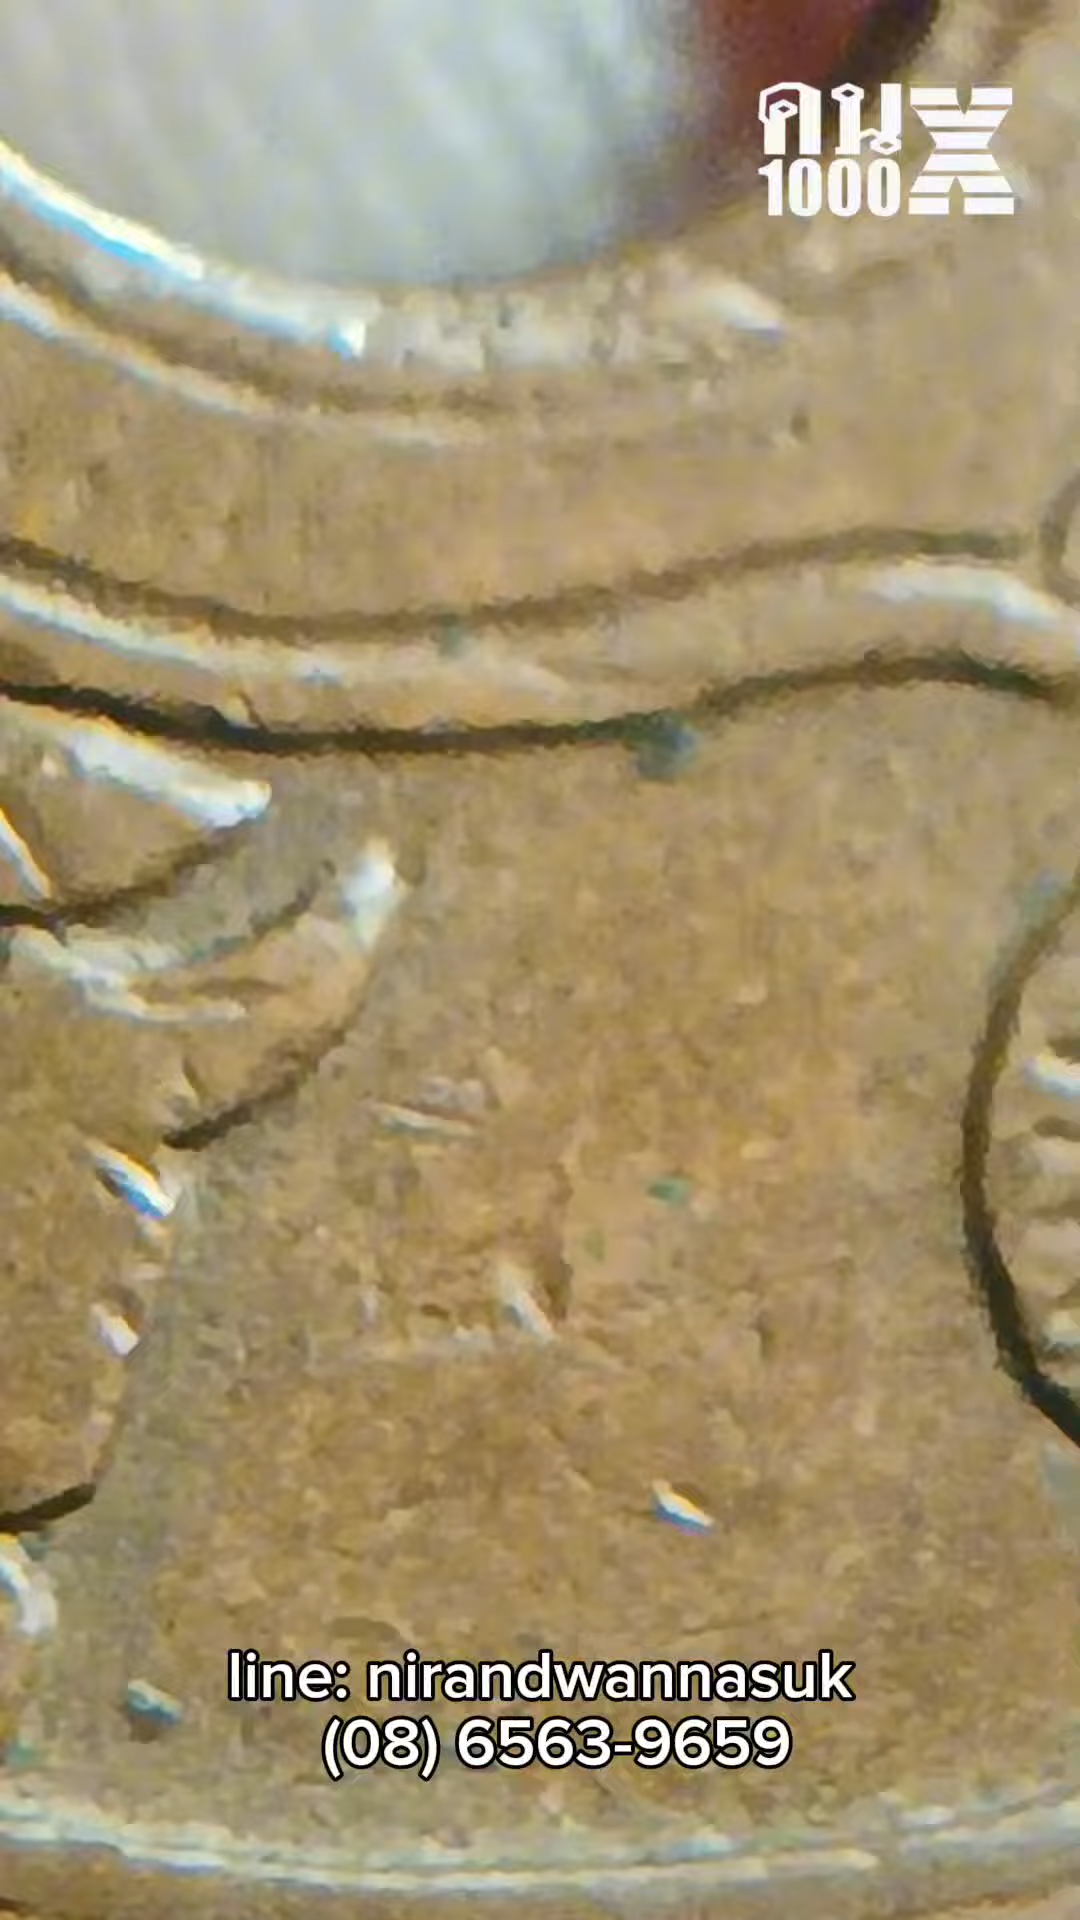 คน
1000X
line: nirandwannasuk
(08) 6563-9659